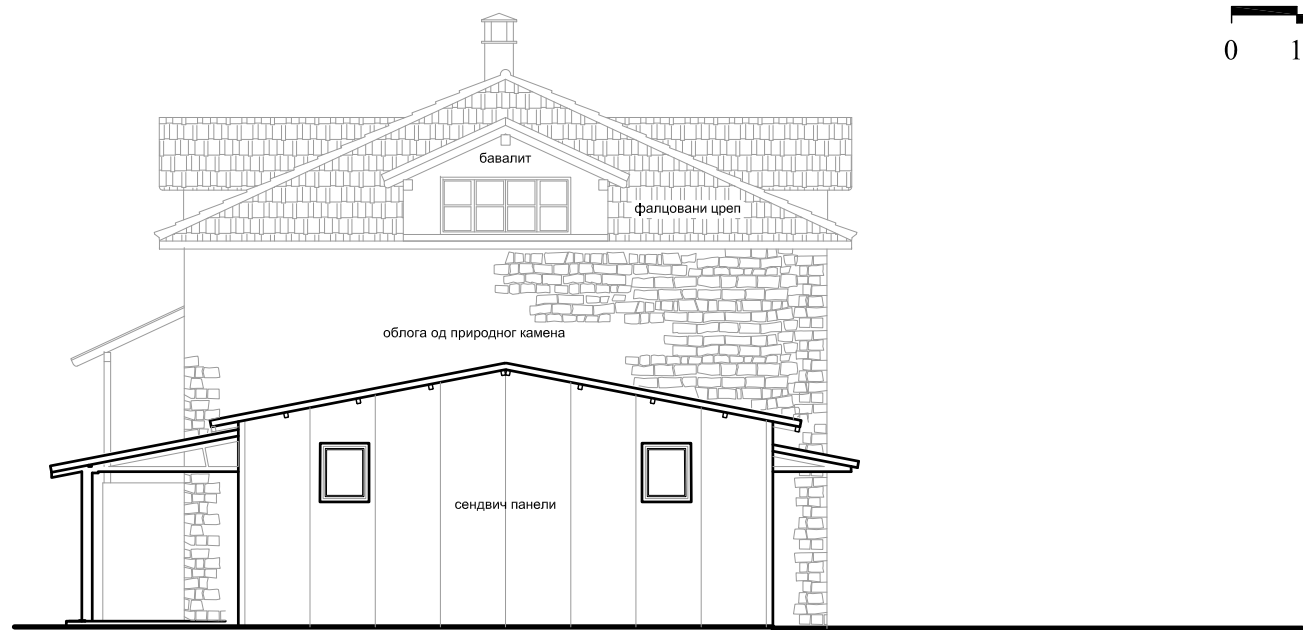 0 1
бавалит
фалцовани цреп
облога од природног камена
сендвич панели